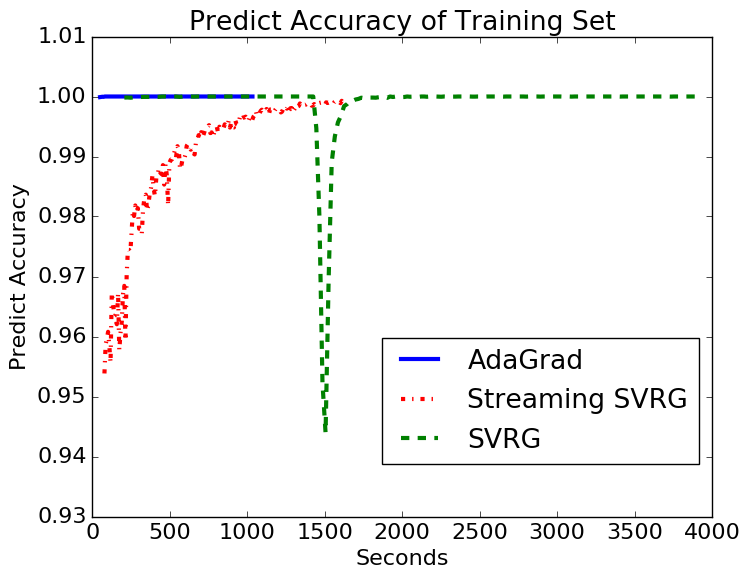 Predict Accuracy of Training Set
1.01
1.00
0.99
0.98
0.97
0.96
0.95
0.94
0.93
Predict Accuracy
AdaGrad
Streaming SVRG
SVRG
0 500 1000 1500 2000 2500 3000 3500 4000
Seconds